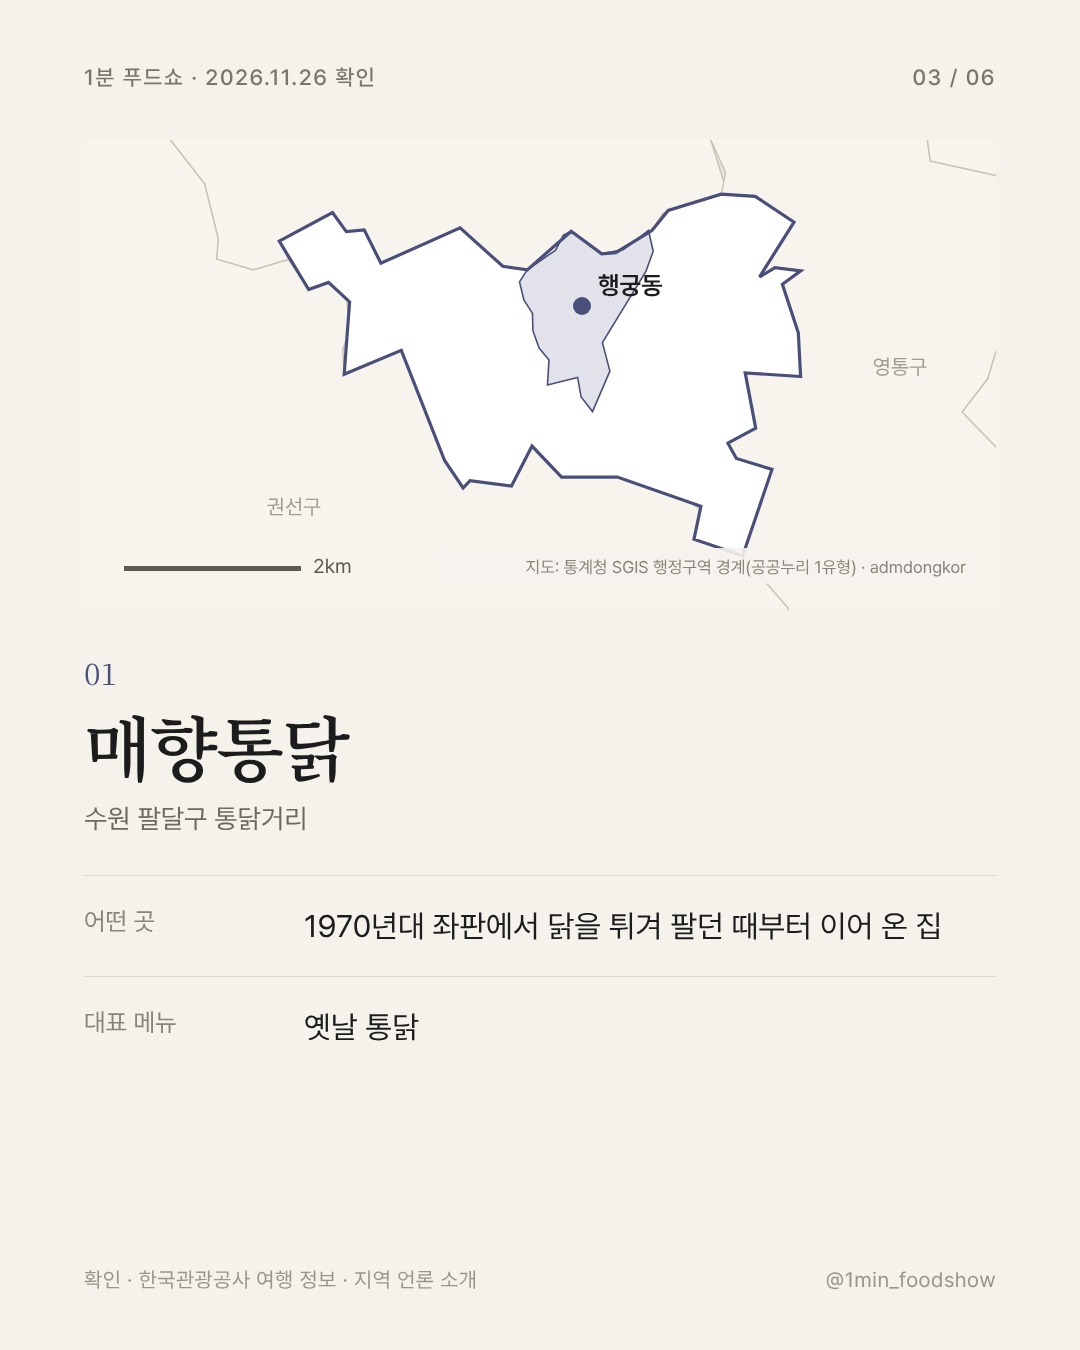 1분 푸드쇼 · 2026.11.26 확인
03 / 06
행궁동
영통구
권선구
2km
지도: 통계청 SGIS 행정구역 경계(공공누리 1유형) · admdongkor
01
매향통닭
수원 팔달구 통닭거리
어떤 곳
1970년대 좌판에서 닭을 튀겨 팔던 때부터 이어 온 집
대표 메뉴
옛날 통닭
확인 · 한국관광공사 여행 정보 · 지역 언론 소개
@1min_foodshow